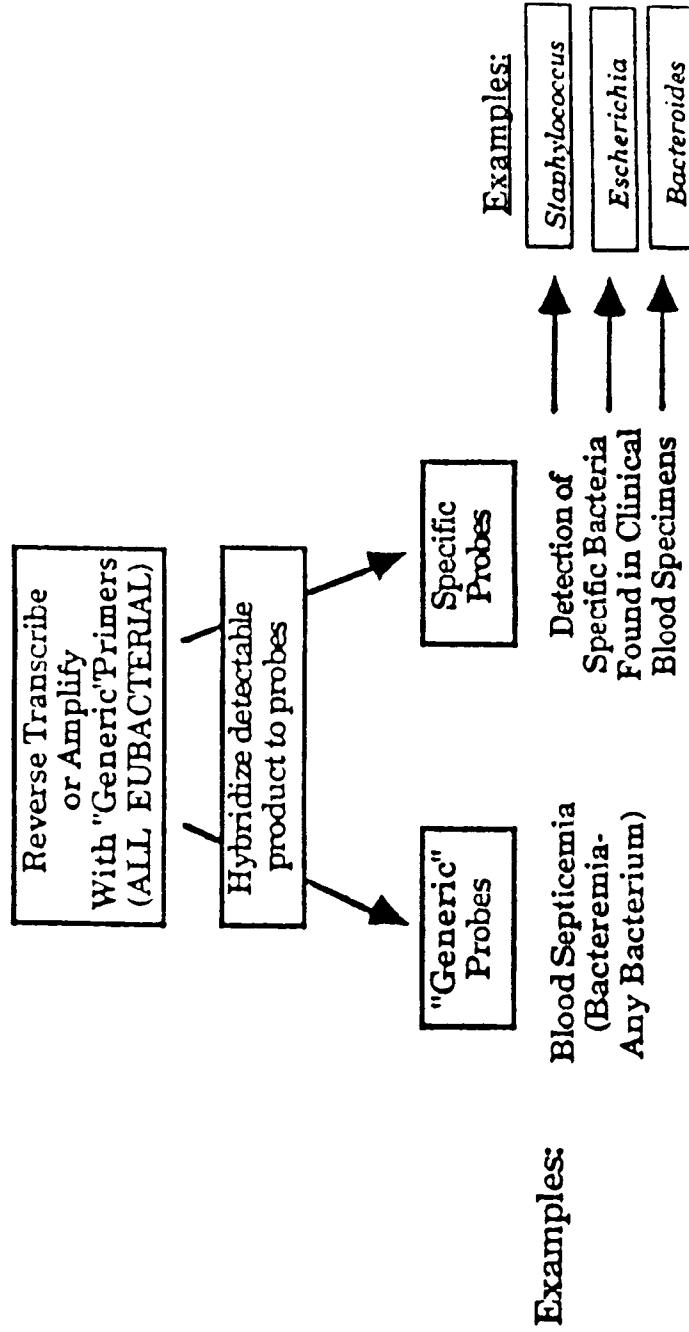 Reverse Transcribe
or Amplify
With "Generic" Primers
(ALL EUBACTERIAL)
Hybridize detectable
product to probes
"Generic"
Probes
Specific
Probes
Examples:
Blood Septicemia
(Bacteremia-
Any Bacterium)
Detection of
Specific Bacteria
Found in Clinical
Blood Specimens
Examples:
Staphylococcus
Escherichia
Bacteroides